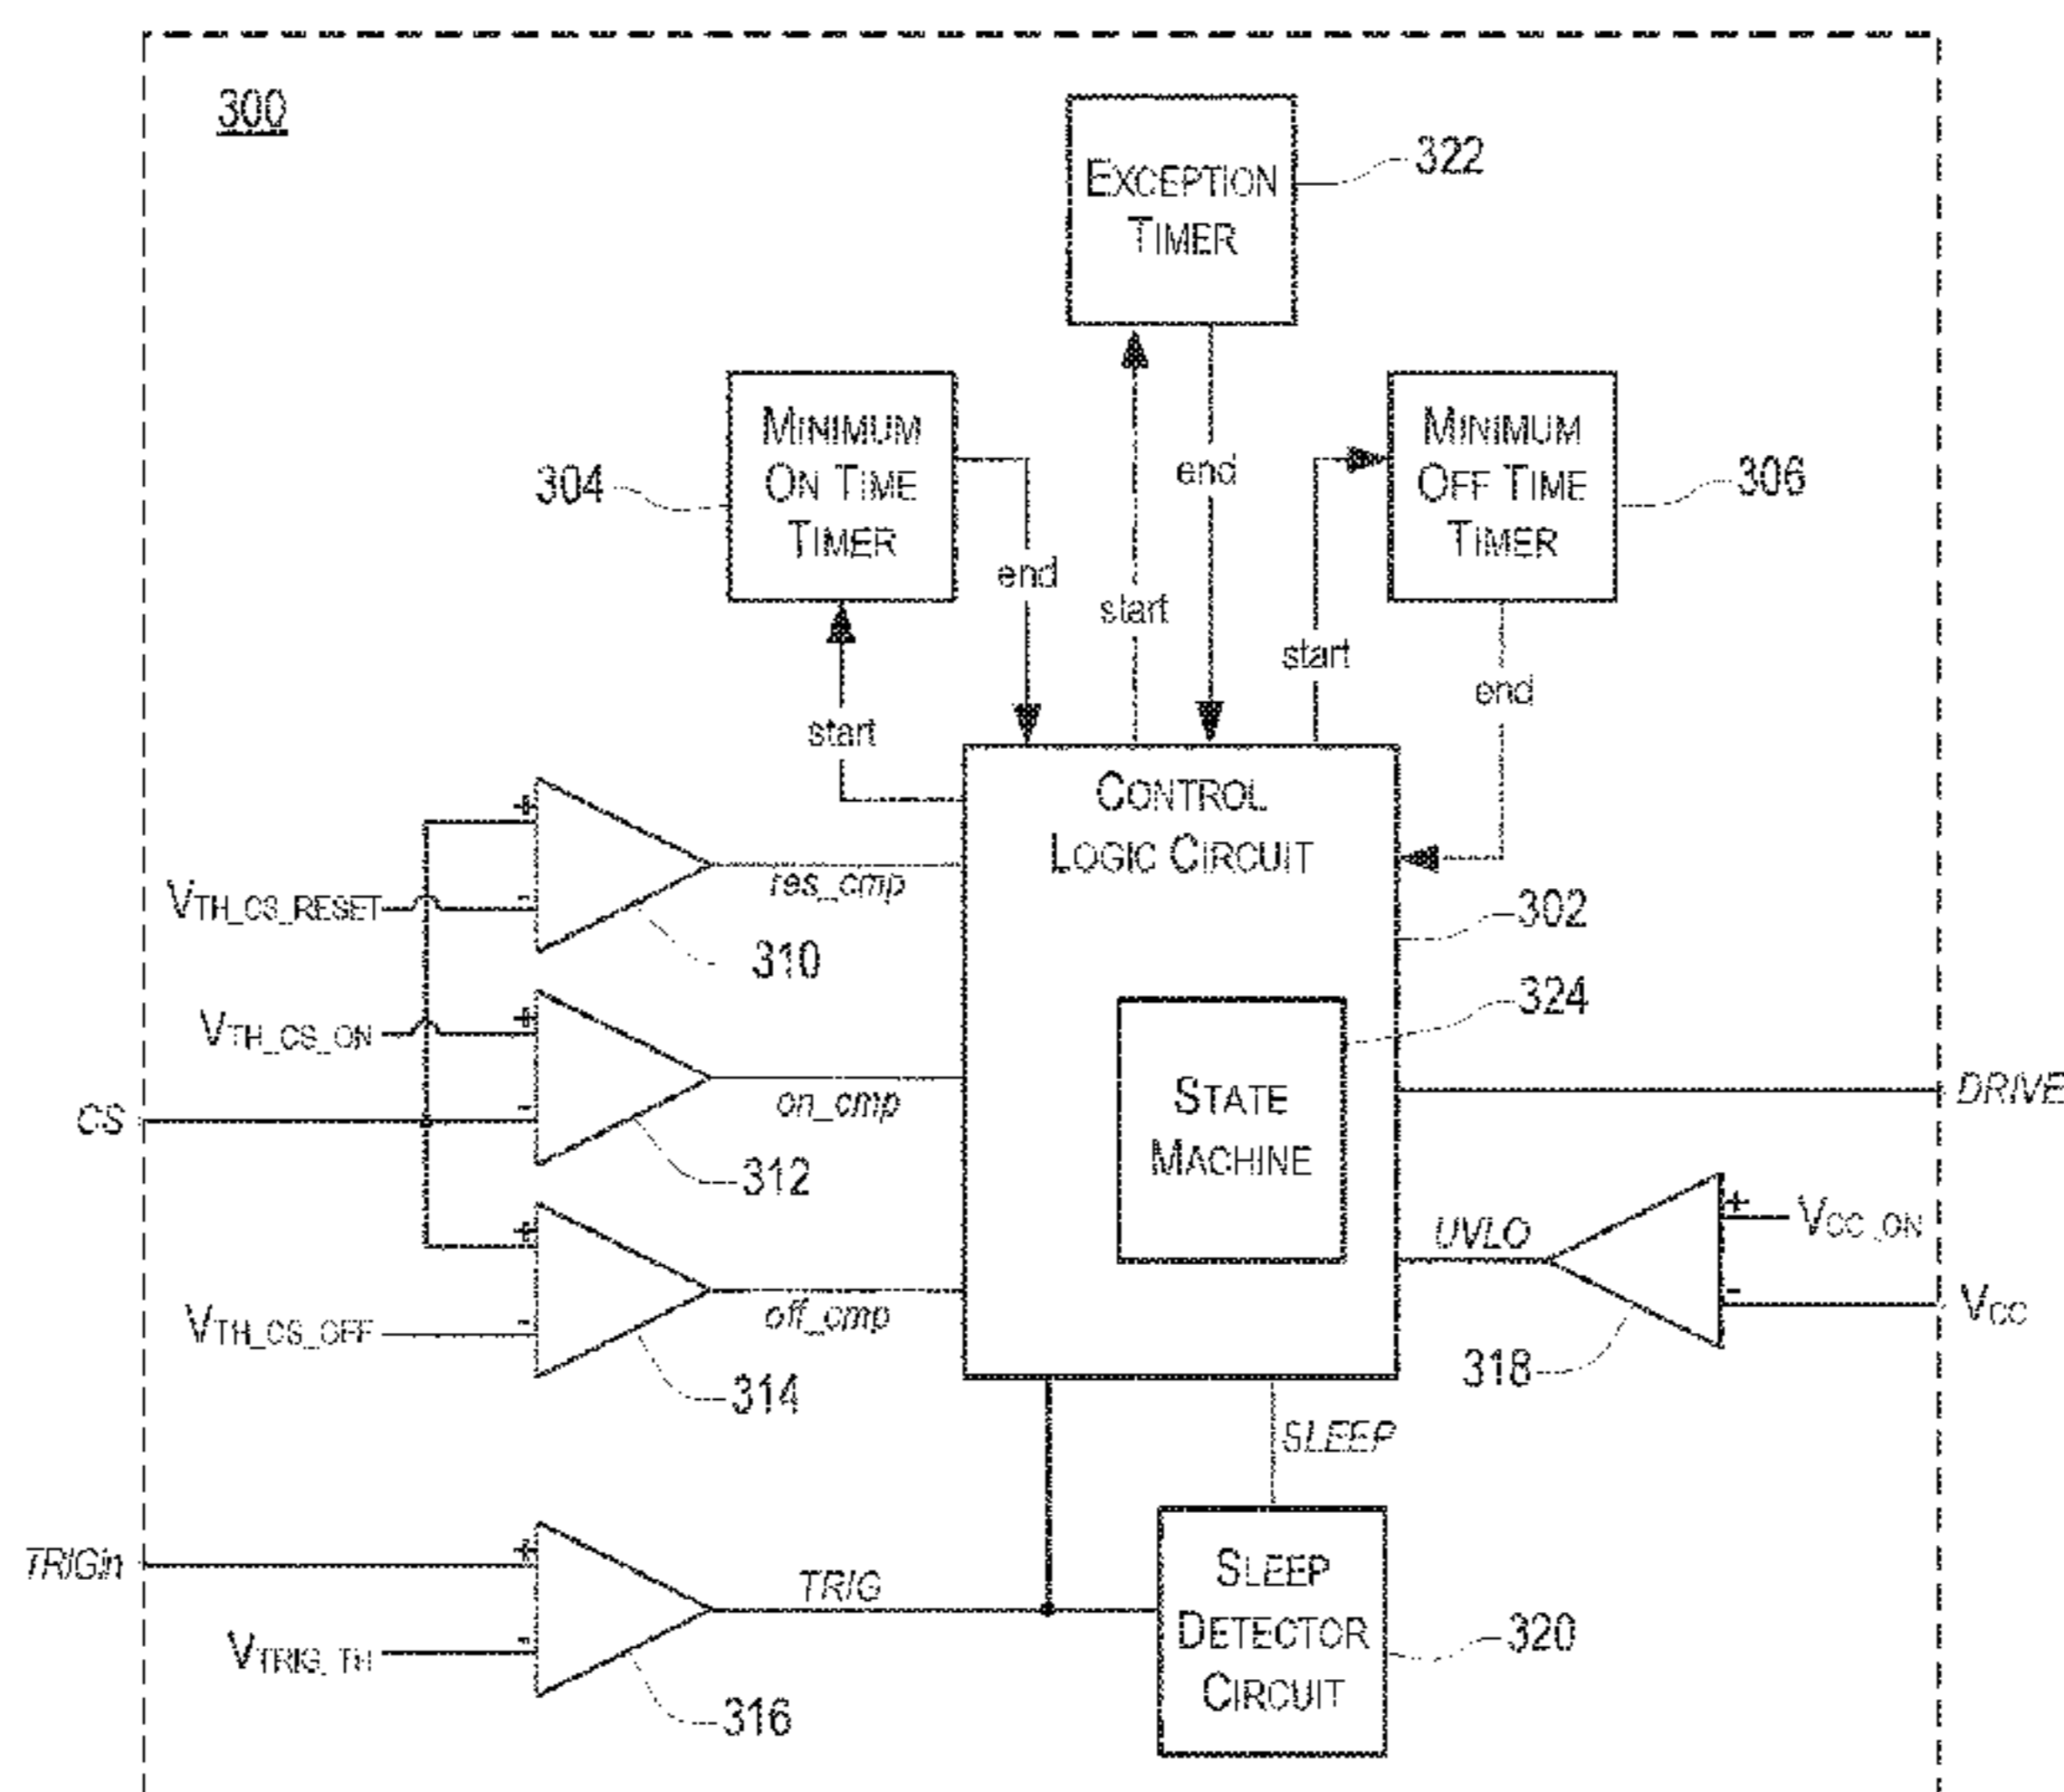 300
EXCEPTION
TIMER
322
MINIMUM
ON TIME
TIMER
304
MINIMUM
OFF TIME
TIMER
306
end
end
start
start
end
start
CONTROL
LOGIC CIRCUIT
302
+
VTH_CS_RESET
-
res_cmp
310
324
VTH_CS_ON
+
CS
-
on_cmp
312
STATE
MACHINE
DRIVE
+
VTH_CS_OFF
-
off_cmp
314
UVLO
+
VCC_ON
-
VCC
318
SLEEP
TRIGin
+
VTRIG_TH
-
TRIG
316
SLEEP
DETECTOR
CIRCUIT
320